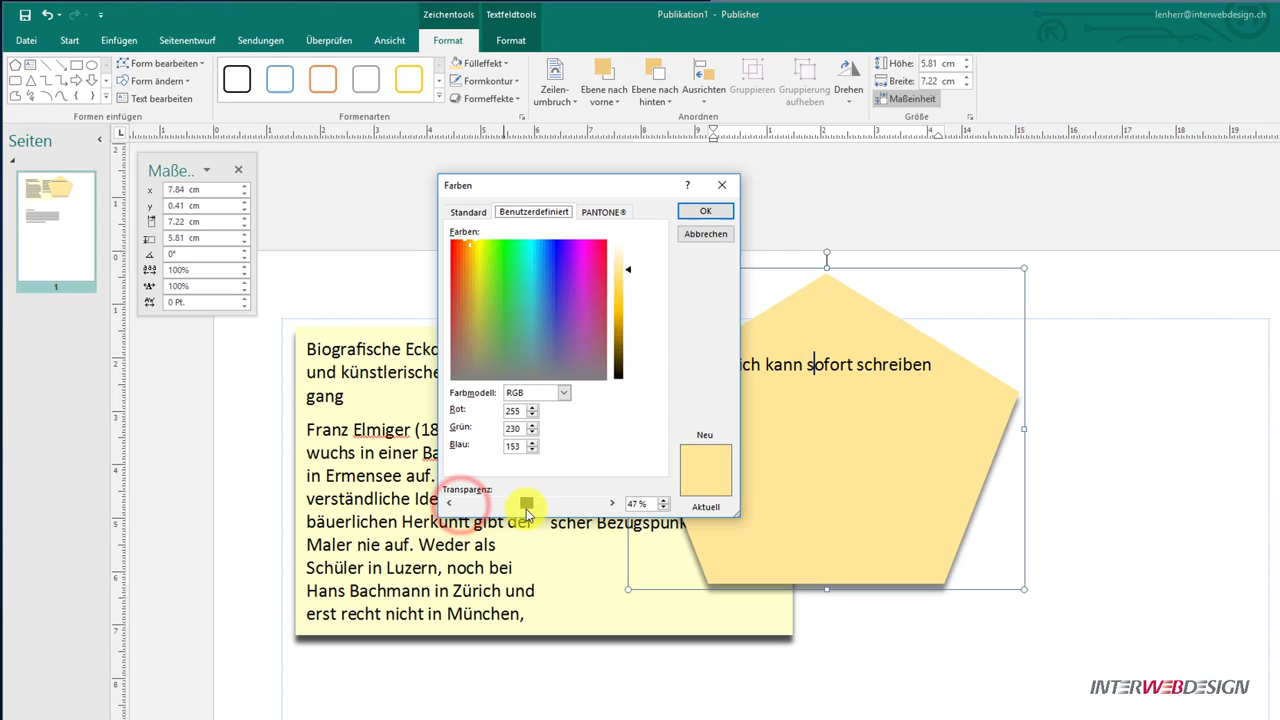 Zeichentools Textfeldtools
Publikation1 - Publisher
lenherr@interwebdesign.ch
Datei Start Einfügen Seitenentwurf Sendungen Überprüfen Ansicht Format Format
Form bearbeiten
Form ändern
Text bearbeiten
Formen einfügen
Formenarten
Fülleffekt
Formkontur
Formeffekte
Zeilen-
umbruch
Ebene nach
vorne
Ebene nach
hinten
Ausrichten
Gruppieren
Gruppierung
aufheben
Drehen
Anordnen
Höhe: 5.81 cm
Breite: 7.22 cm
Maßeinheit
Größe
Seiten
1
Maße..
x 7.84 cm
y 0.41 cm
7.22 cm
5.81 cm
0°
100%
100%
0 Pt.
Farben
Standard Benutzerdefiniert PANTONE®
OK
Abbrechen
Farben:
Farbmodell: RGB
Rot: 255
Grün: 230
Blau: 153
Transparenz:
47 %
Neu
Aktuell
ich kann sofort schreiben
Biografische Eckd
und künstlerische
gang
Franz Elmiger (18
wuchs in einer Ba
in Ermensee auf.
verständliche Ide
bäuerlichen Herkunft gibt der
Maler nie auf. Weder als
Schüler in Luzern, noch bei
Hans Bachmann in Zürich und
erst recht nicht in München,
scher Bezugspunk
INTERWEBDESIGN